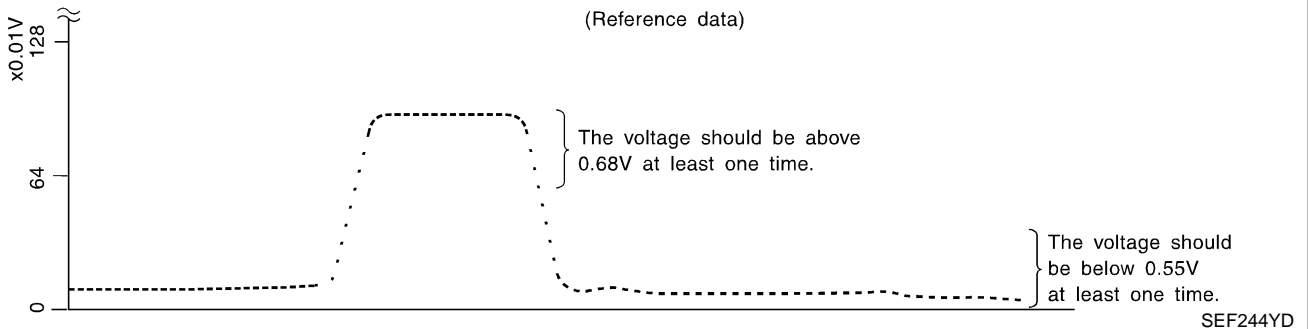 (Reference data)
x0.01V
128
The voltage should be above
0.68V at least one time.
64
The voltage should
be below 0.55V
at least one time.
0
SEF244YD